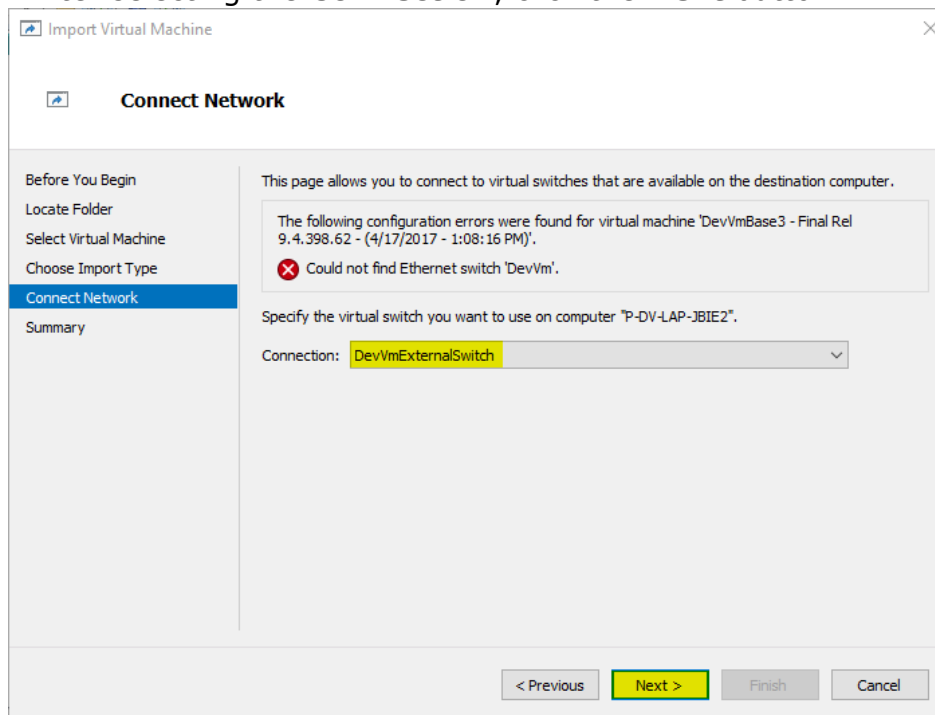 Import Virtual Machine
Connect Network
Before You Begin
Locate Folder
Select Virtual Machine
Choose Import Type
Connect Network
Summary
This page allows you to connect to virtual switches that are available on the destination computer.
The following configuration errors were found for virtual machine 'DevVmBase3 - Final Rel
9.4.398.62 - (4/17/2017 - 1:08:16 PM)'.
Could not find Ethernet switch 'DevVm'.
Specify the virtual switch you want to use on computer "P-DV-LAP-JBIE2".
Connection: DevVmExternalSwitch
< Previous Next > Finish Cancel